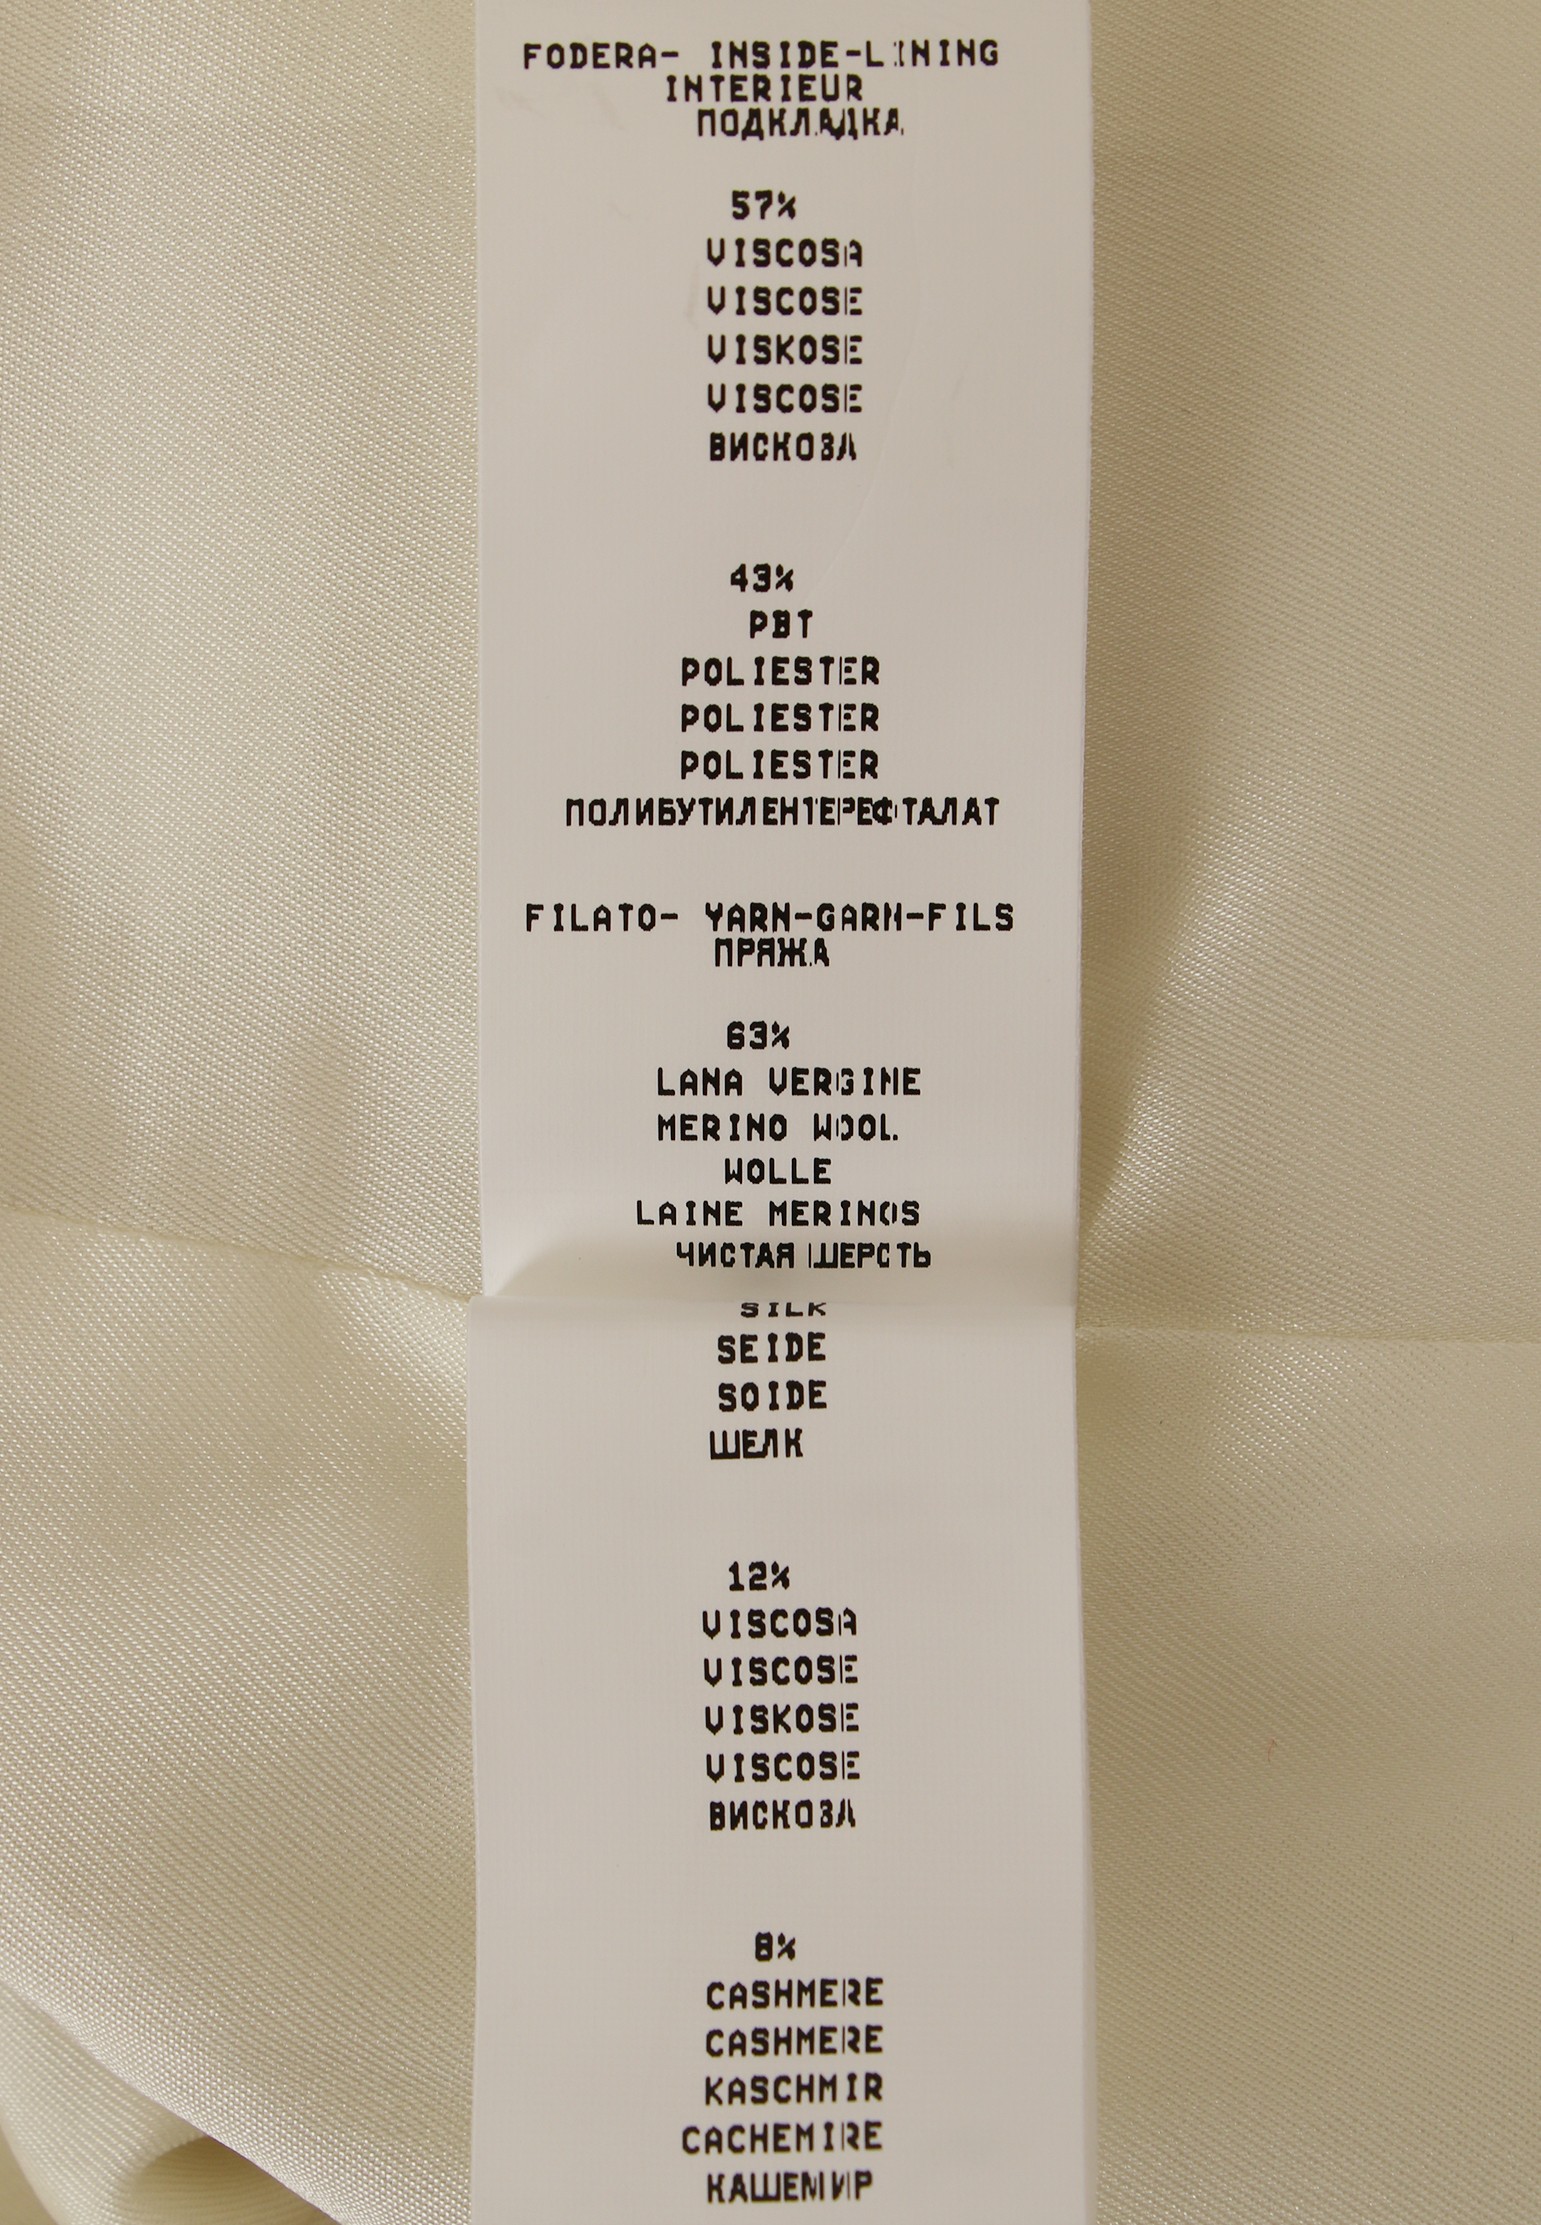 FODERA- INSIDE-LINING
INTERIEUR
ПОДКЛАДКА
57%
VISCOSA
VISCOSE
VISKOSE
VISCOSE
ВИСКОЗА
43%
PBT
POLIESTER
POLIESTER
POLIESTER
ПОЛИБУТИЛЕНТЕРЕФТАЛАТ
FILATO- YARN-GARN-FILS
ПРЯЖА
63%
LANA VERGINE
MERINO WOOL
WOLLE
LAINE MERINOS
ЧИСТАЯ ШЕРСТЬ
SILK
SEIDE
SOIDE
ШЕЛК
12%
VISCOSA
VISCOSE
VISKOSE
VISCOSE
ВИСКОЗА
8%
CASHMERE
CASHMERE
KASCHMIR
CACHEMIRE
КАШЕМИР